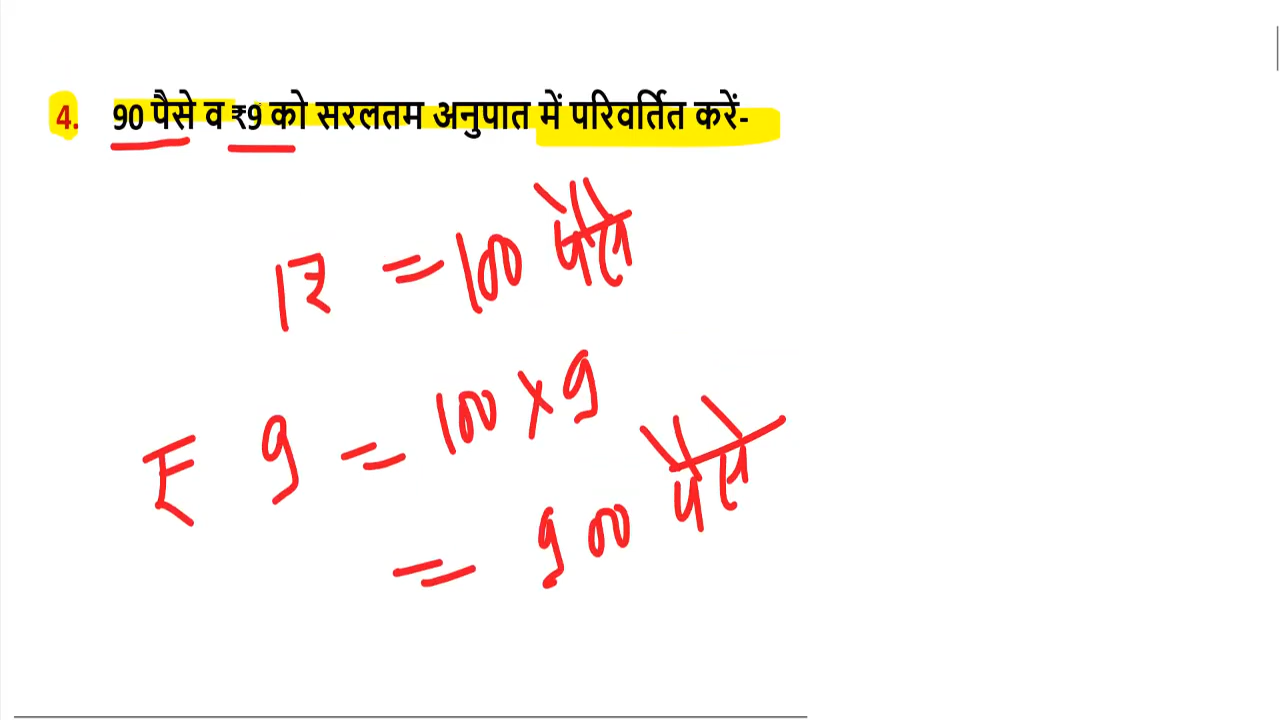 4. 90 पैसे व ₹9 को सरलतम अनुपात में परिवर्तित करें-
1₹ = 100 पैसे
₹ 9 = 100 × 9
= 900 पैसे